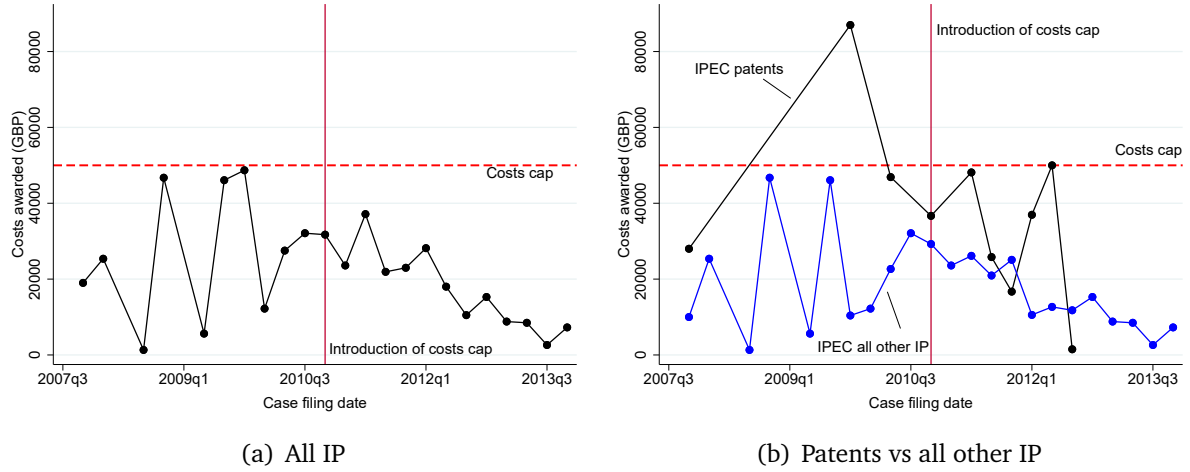 Costs awarded (GBP)
80000
60000
40000
20000
0
Costs cap
Introduction of costs cap
2007q3 2009q1 2010q3 2012q1 2013q3
Case filing date
(a) All IP
Costs awarded (GBP)
80000
60000
40000
20000
0
Introduction of costs cap
IPEC patents
Costs cap
IPEC all other IP
2007q3 2009q1 2010q3 2012q1 2013q3
Case filing date
(b) Patents vs all other IP